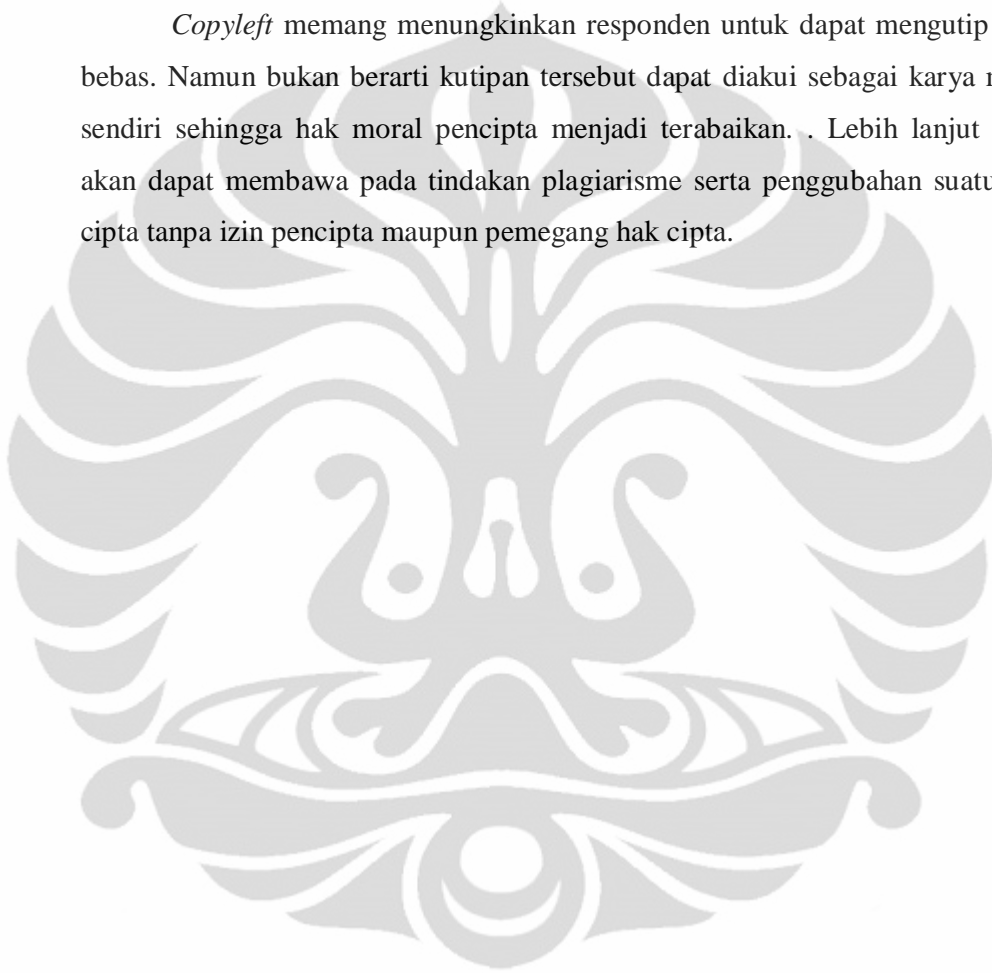 Copyleft memang menungkinkan responden untuk dapat mengutip
bebas. Namun bukan berarti kutipan tersebut dapat diakui sebagai karya
sendiri sehingga hak moral pencipta menjadi terabaikan. . Lebih lanjut
akan dapat membawa pada tindakan plagiarisme serta penggubahan suatu
cipta tanpa izin pencipta maupun pemegang hak cipta.